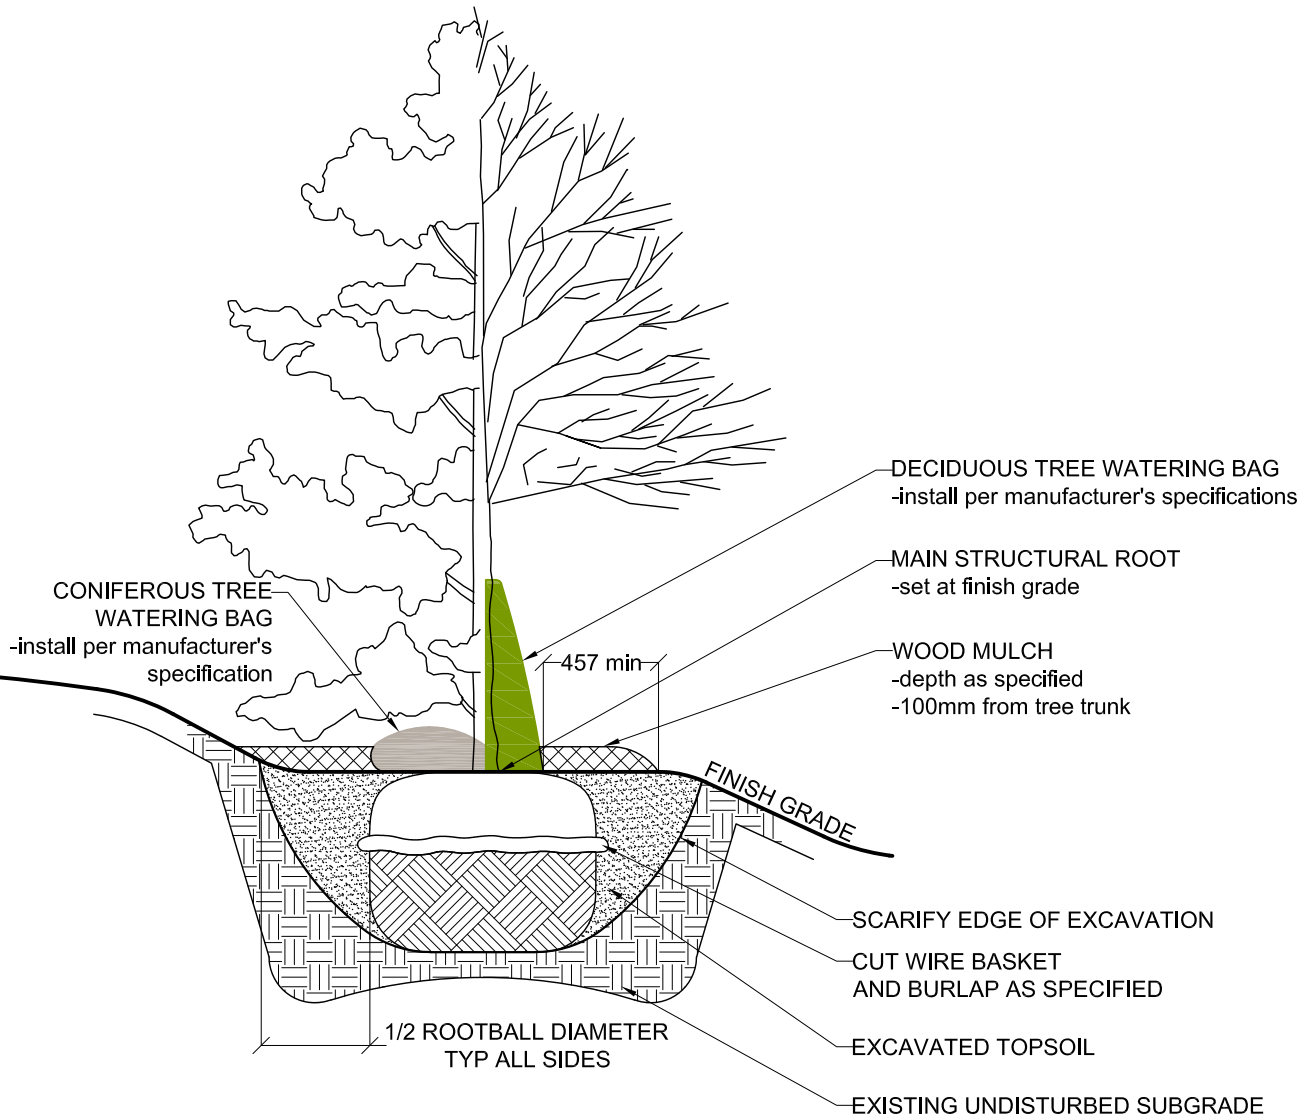 DECIDUOUS TREE WATERING BAG
-install per manufacturer's specifications
MAIN STRUCTURAL ROOT
-set at finish grade
CONIFEROUS TREE
WATERING BAG
-install per manufacturer's
specification
457 min
WOOD MULCH
-depth as specified
-100mm from tree trunk
FINISH GRADE
SCARIFY EDGE OF EXCAVATION
CUT WIRE BASKET
AND BURLAP AS SPECIFIED
1/2 ROOTBALL DIAMETER
TYP ALL SIDES
EXCAVATED TOPSOIL
EXISTING UNDISTURBED SUBGRADE